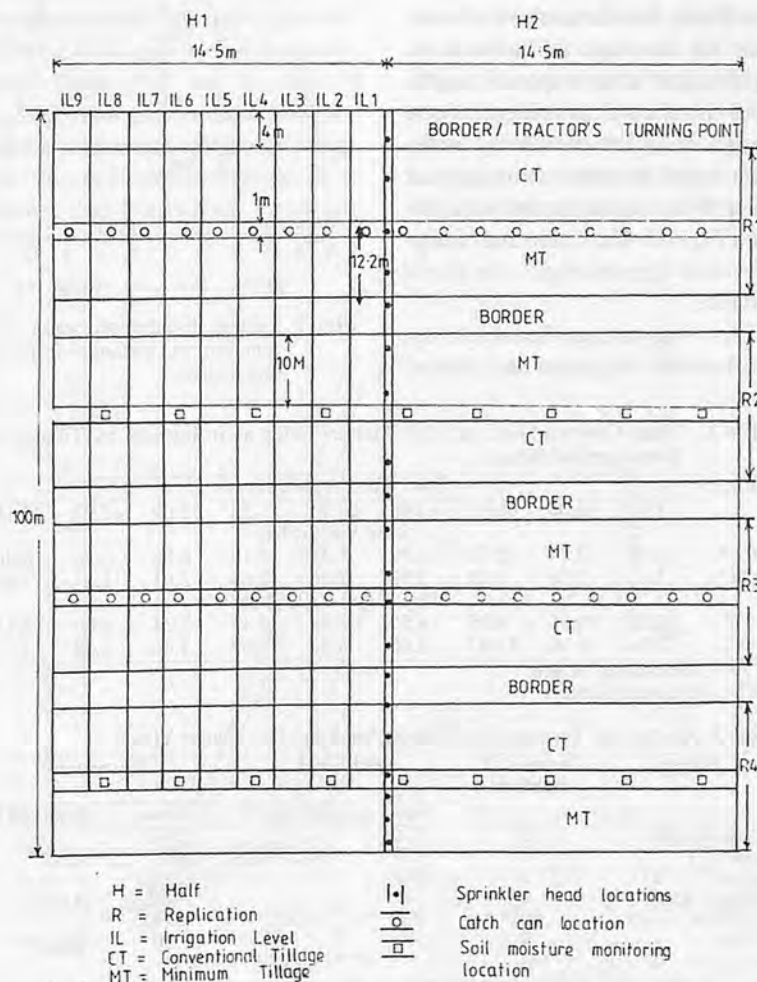 H1 H2
14·5m 14·5m
IL9 IL8 IL7 IL6 IL5 IL4 IL3 IL2 IL1
4m
BORDER/ TRACTOR'S TURNING POINT
CT
1m
R1
12·2m
MT
BORDER
10M
MT
R2
CT
100m
BORDER
MT
R3
CT
BORDER
CT
R4
MT
H = Half
R = Replication
IL = Irrigation Level
CT = Conventional Tillage
MT = Minimum Tillage
Sprinkler head locations
Catch can location
Soil moisture monitoring
location